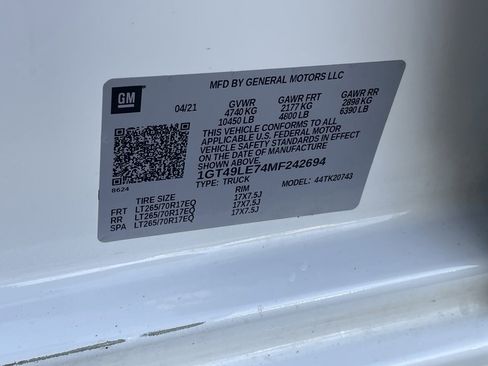 MFD BY GENERAL MOTORS LLC
GM
04/21 GVWR GAWR FRT GAWR RR
4740 KG 2177 KG 2898 KG
10450 LB 4800 LB 6390 LB
THIS VEHICLE CONFORMS TO ALL
APPLICABLE U.S. FEDERAL MOTOR
VEHICLE SAFETY STANDARDS IN EFFECT
ON THE DATE OF MANUFACTURE
SHOWN ABOVE.
1GT49LE74MF242694
8624
TYPE: TRUCK MODEL: 44TK20743
TIRE SIZE RIM
FRT LT265/70R17EQ 17X7.5J
RR LT265/70R17EQ 17X7.5J
SPA LT265/70R17EQ 17X7.5J